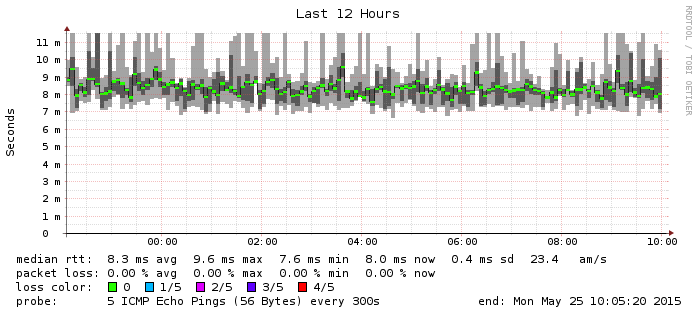 Last 12 Hours
RRDTOOL / TOBI OETIKER
Seconds
11 m
10 m
9 m
8 m
7 m
6 m
5 m
4 m
3 m
2 m
1 m
0
00:00 02:00 04:00 06:00 08:00 10:00
median rtt: 8.3 ms avg 9.6 ms max 7.6 ms min 8.0 ms now 0.4 ms sd 23.4 am/s
packet loss: 0.00 % avg 0.00 % max 0.00 % min 0.00 % now
loss color: 0 1/5 2/5 3/5 4/5
probe: 5 ICMP Echo Pings (56 Bytes) every 300s end: Mon May 25 10:05:20 2015